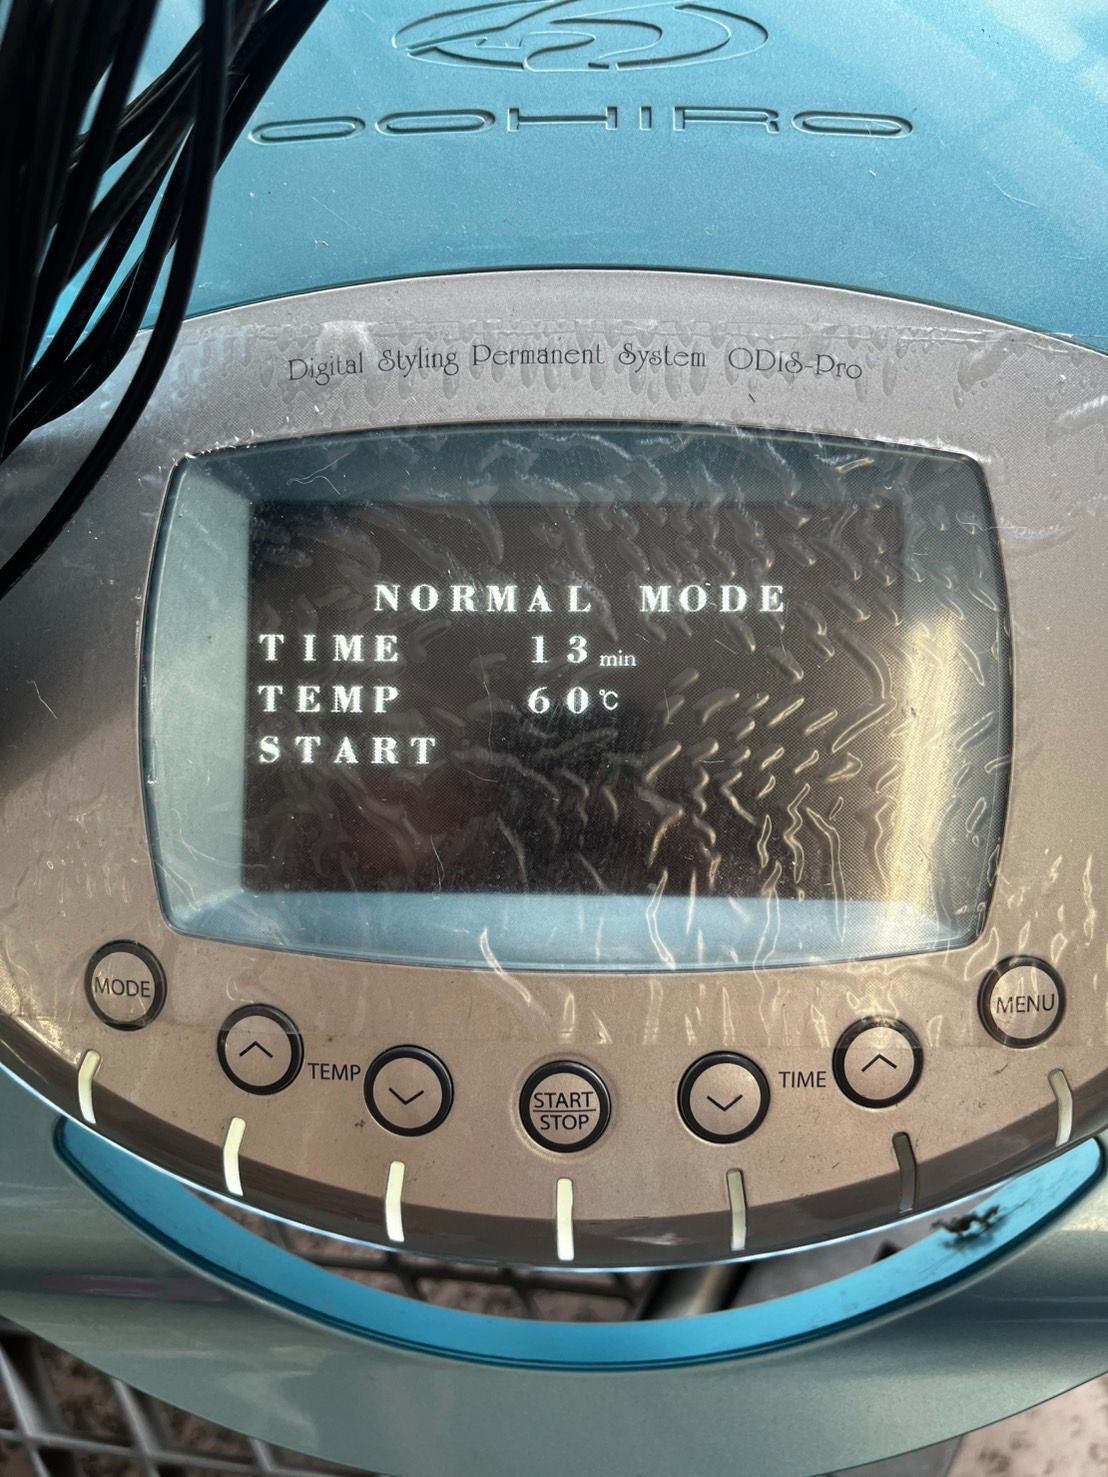 OOHIRO
Digital Styling Permanent System ODIS-Pro
NORMAL MODE
TIME 13 min
TEMP 60 ℃
START
MODE
TEMP
START
STOP
TIME
MENU